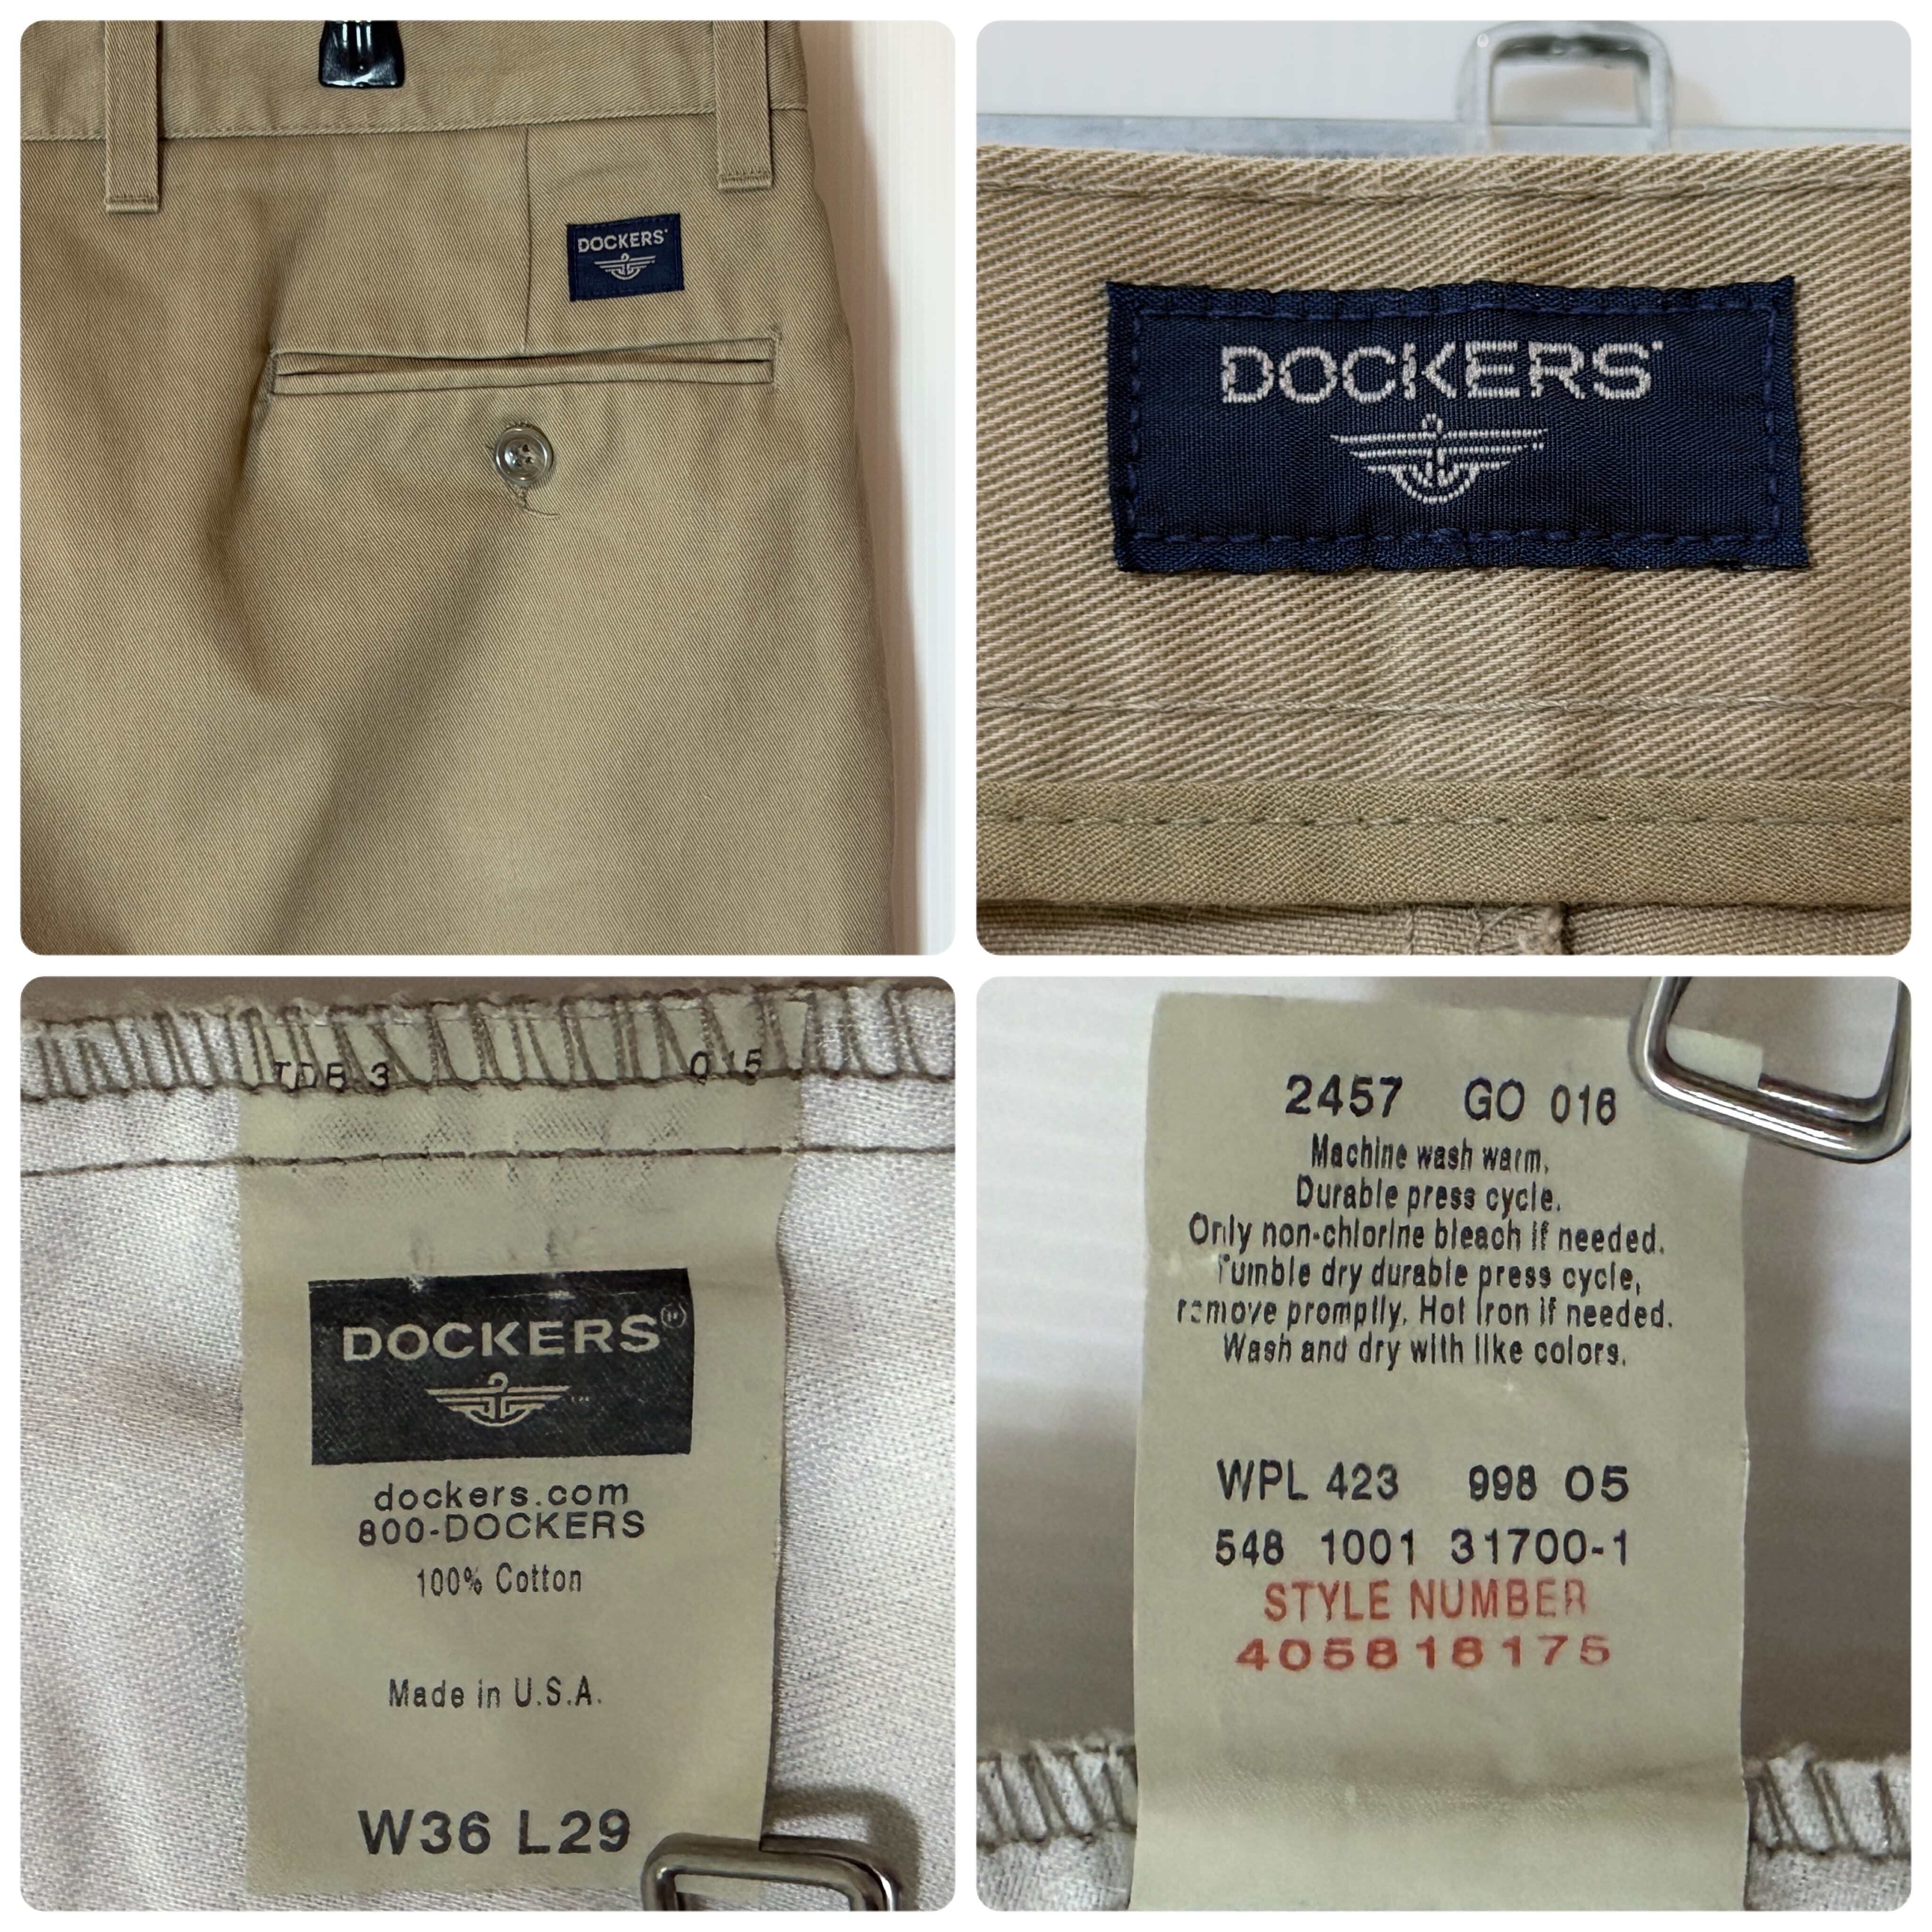 DOCKERS
DOCKERS
TDB 3 Q 15
DOCKERS
dockers.com
800-DOCKERS
100% Cotton
Made in U.S.A.
W36 L29
2457 GO 016
Machine wash warm.
Durable press cycle.
Only non-chlorine bleach if needed.
Tumble dry durable press cycle,
remove promptly. Hot Iron if needed.
Wash and dry with like colors.
WPL 423 998 05
548 1001 31700-1
STYLE NUMBER
405818175